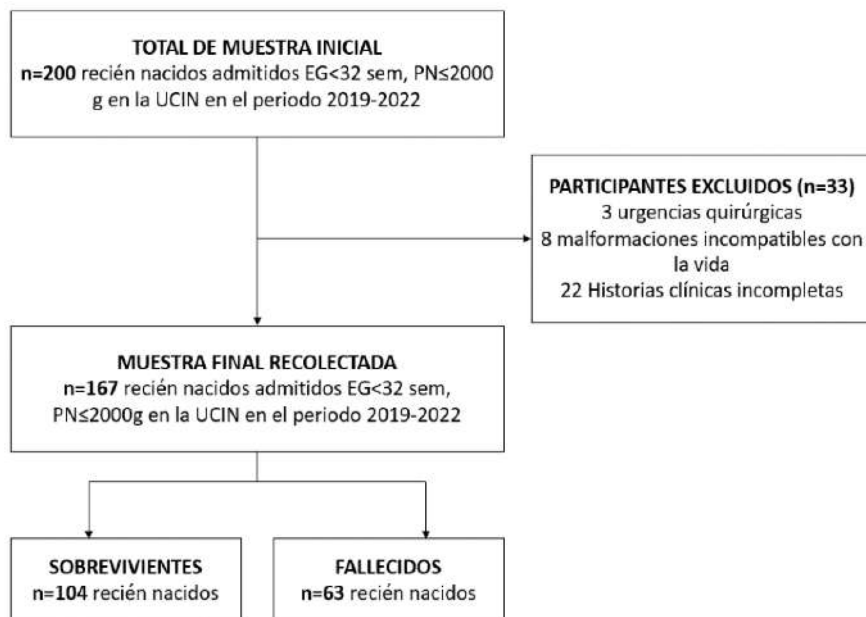 TOTAL DE MUESTRA INICIAL
n=200 recién nacidos admitidos EG<32 sem, PN≤2000
g en la UCIN en el periodo 2019-2022
PARTICIPANTES EXCLUIDOS (n=33)
3 urgencias quirúrgicas
8 malformaciones incompatibles con
la vida
22 Historias clínicas incompletas
MUESTRA FINAL RECOLECTADA
n=167 recién nacidos admitidos EG<32 sem,
PN≤2000g en la UCIN en el periodo 2019-2022
SOBREVIVIENTES
n=104 recién nacidos
FALLECIDOS
n=63 recién nacidos